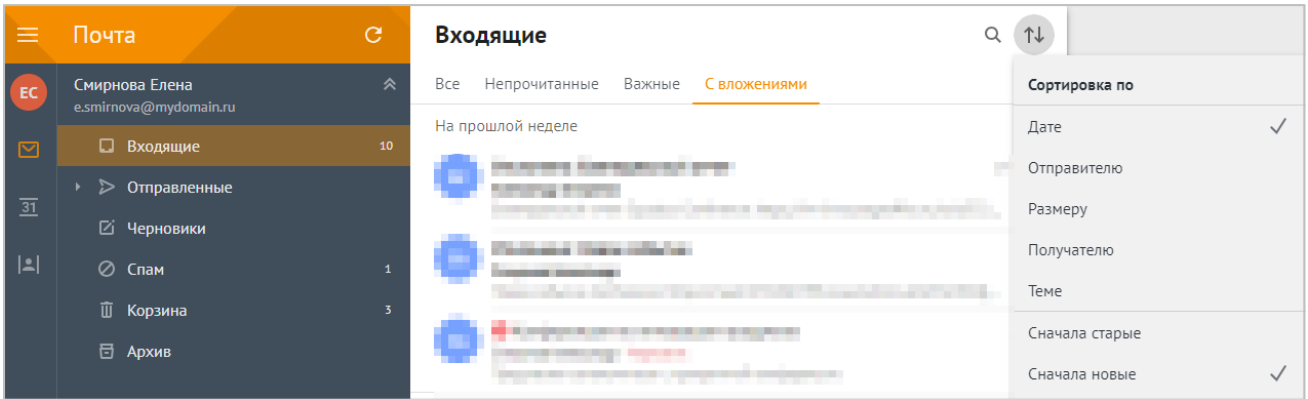 Почта
ЕС
Смирнова Елена
e.smirnova@mydomain.ru
Входящие 10
Отправленные
31
Черновики
Спам 1
Корзина 3
Архив
Входящие
Все Непрочитанные Важные С вложениями
На прошлой неделе
Сортировка по
Дате
Отправителю
Размеру
Получателю
Теме
Сначала старые
Сначала новые